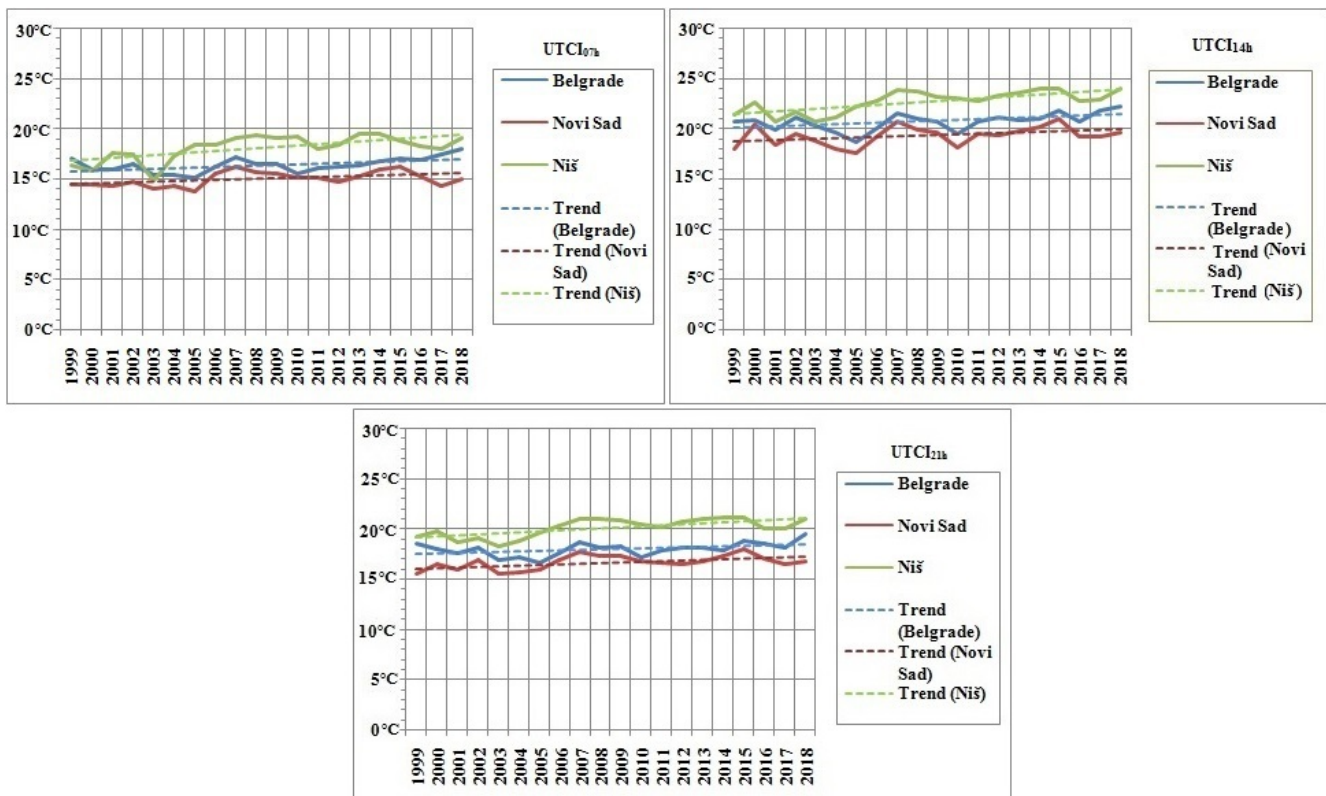 UTCI07h
30°C
25°C
20°C
15°C
10°C
5°C
0°C
1999 2000 2001 2002 2003 2004 2005 2006 2007 2008 2009 2010 2011 2012 2013 2014 2015 2016 2017 2018
Belgrade
Novi Sad
Niš
Trend
(Belgrade)
Trend (Novi
Sad)
Trend (Niš)
UTCI14h
30°C
25°C
20°C
15°C
10°C
5°C
0°C
1999 2000 2001 2002 2003 2004 2005 2006 2007 2008 2009 2010 2011 2012 2013 2014 2015 2016 2017 2018
Belgrade
Novi Sad
Niš
Trend
(Belgrade)
Trend (Novi
Sad)
Trend (Niš)
UTCI21h
30°C
25°C
20°C
15°C
10°C
5°C
0°C
1999 2000 2001 2002 2003 2004 2005 2006 2007 2008 2009 2010 2011 2012 2013 2014 2015 2016 2017 2018
Belgrade
Novi Sad
Niš
Trend
(Belgrade)
Trend (Novi
Sad)
Trend (Niš)